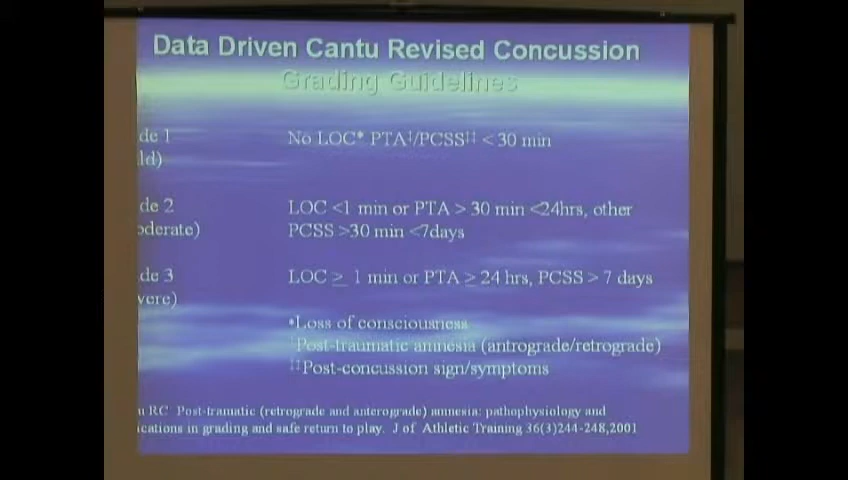 Data Driven Cantu Revised Concussion
Grading Guidelines
de 1 No LOC* PTA‡/PCSS‡‡ < 30 min
ld)
de 2 LOC <1 min or PTA > 30 min <24hrs, other
oderate) PCSS >30 min <7days
de 3 LOC ≥ 1 min or PTA ≥ 24 hrs, PCSS > 7 days
vere)
*Loss of consciousness
‡Post-traumatic amnesia (antrograde/retrograde)
‡‡Post-concussion sign/symptoms
u RC Post-tramatic (retrograde and anterograde) amnesia: pathophysiology and
ications in grading and safe return to play. J of Athletic Training 36(3)244-248,2001